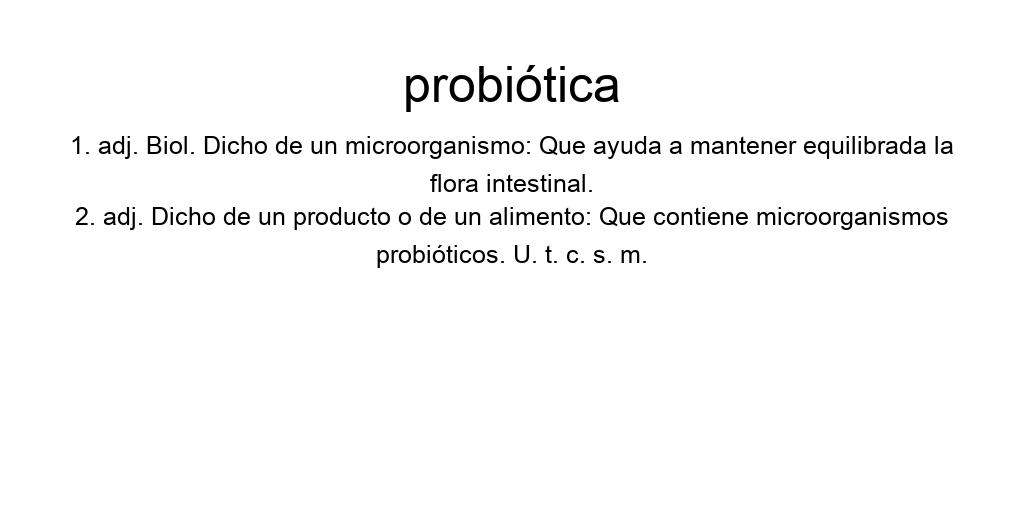 probiótica
1. adj. Biol. Dicho de un microorganismo: Que ayuda a mantener equilibrada la
flora intestinal.
2. adj. Dicho de un producto o de un alimento: Que contiene microorganismos
probióticos. U. t. c. s. m.